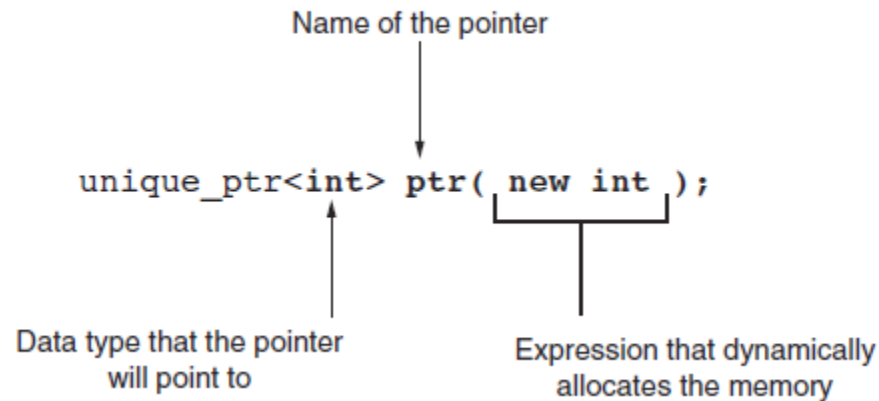 Name of the pointer
unique_ptr<int> ptr( new int );
Data type that the pointer
will point to
Expression that dynamically
allocates the memory